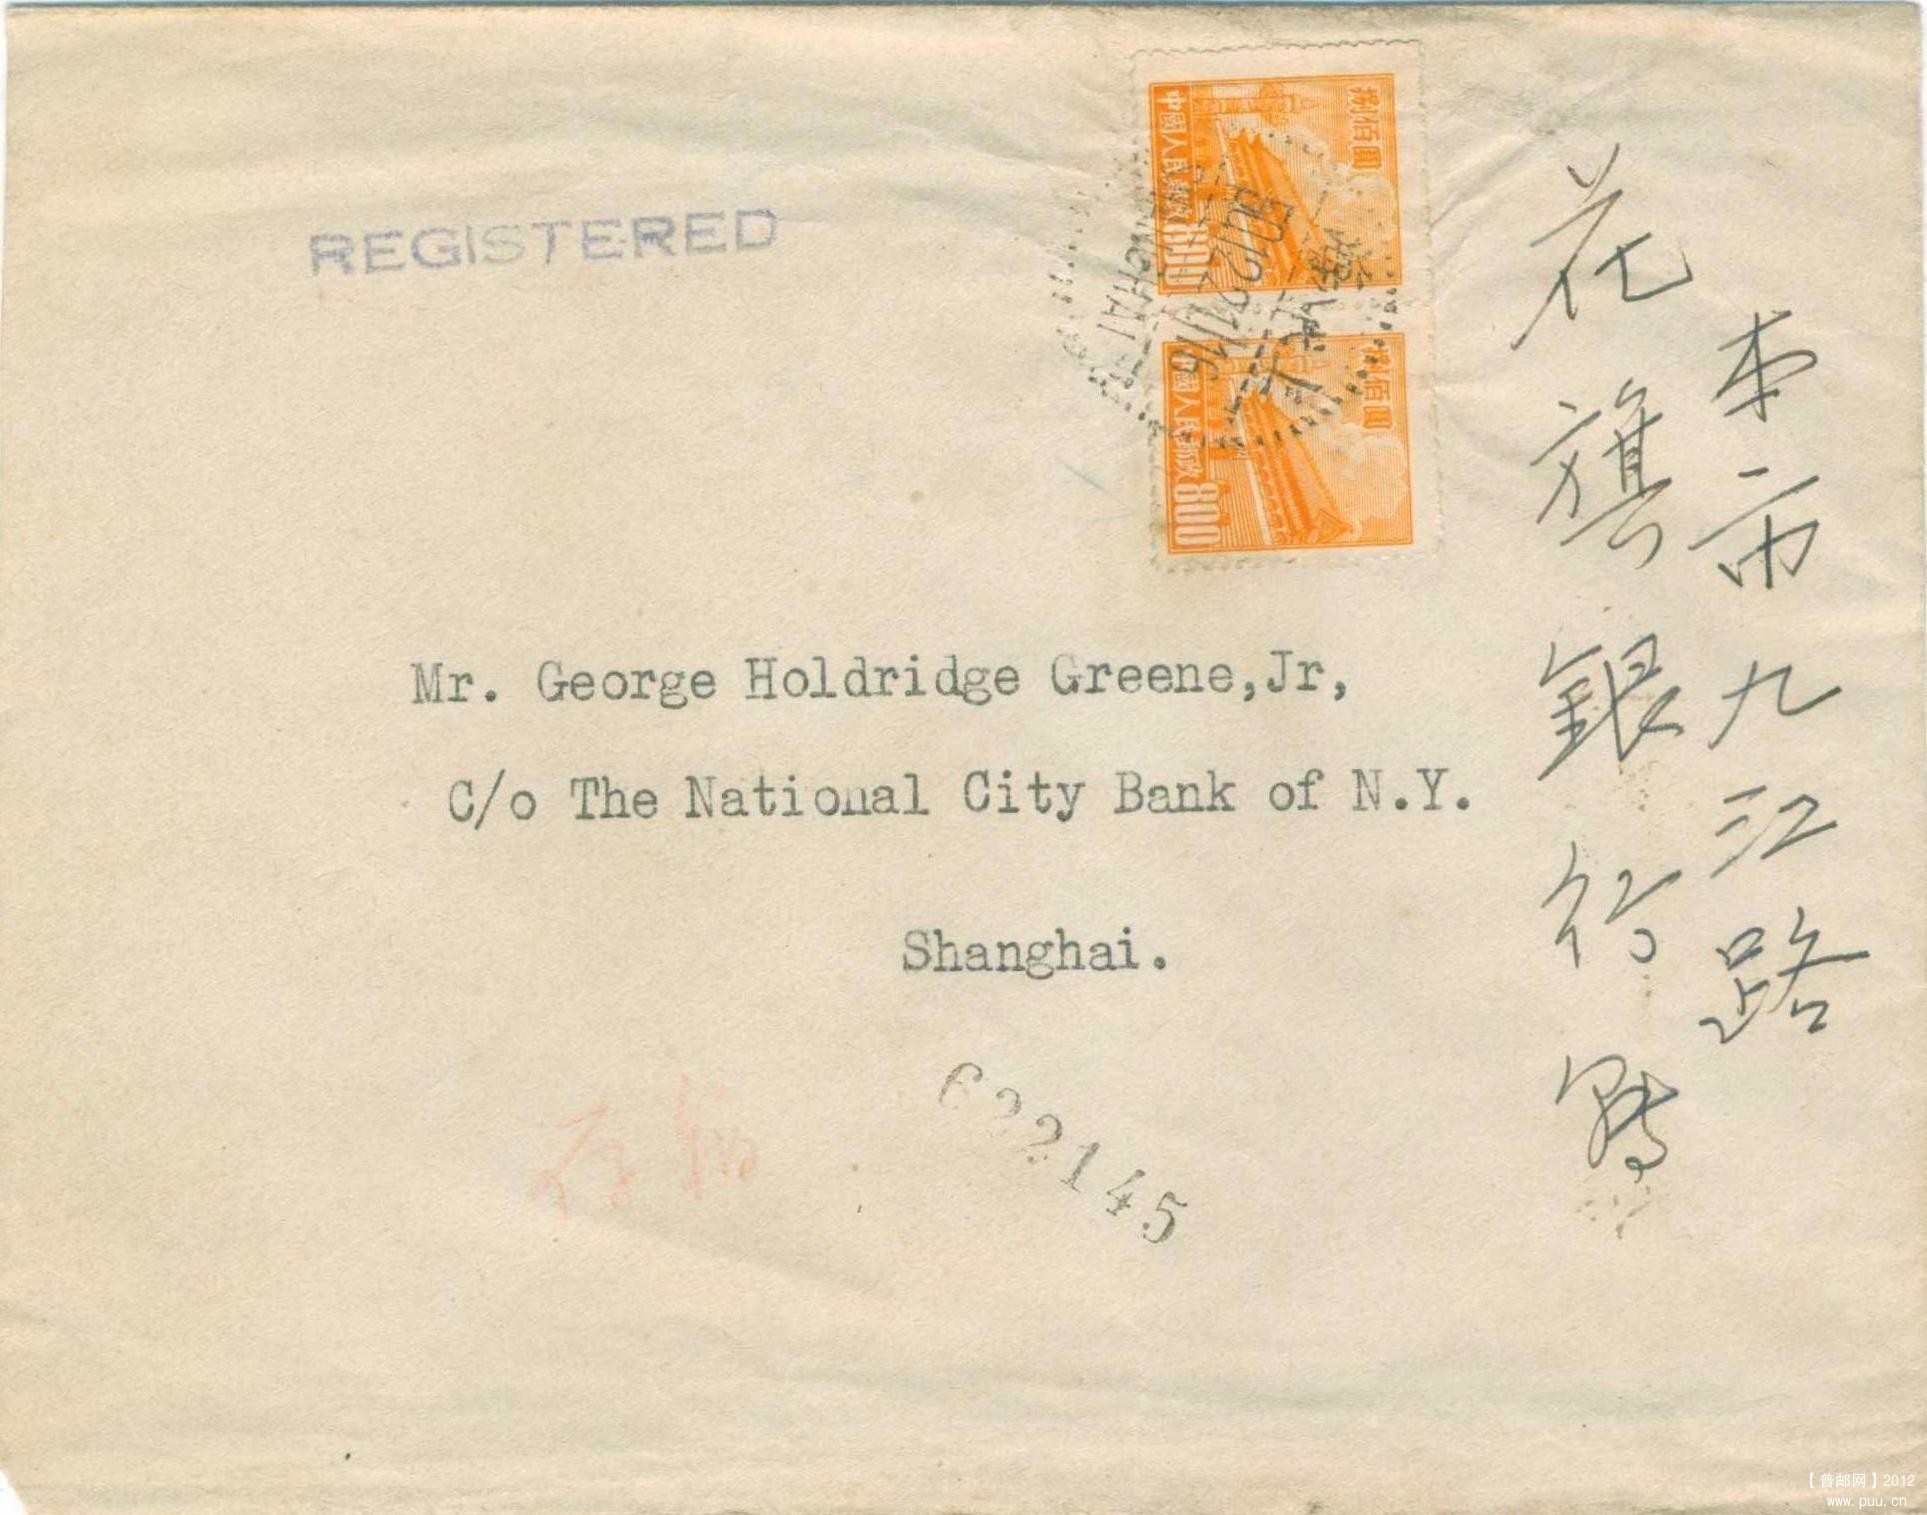 REGISTERED
捌佰圓
中國人民郵政 800
捌佰圓
中國人民郵政 800
Mr. George Holdridge Greene,Jr,
C/o The National City Bank of N.Y.
Shanghai.
622145
本市九江路
花旗銀行
【普邮网】2012
www.puu.cn